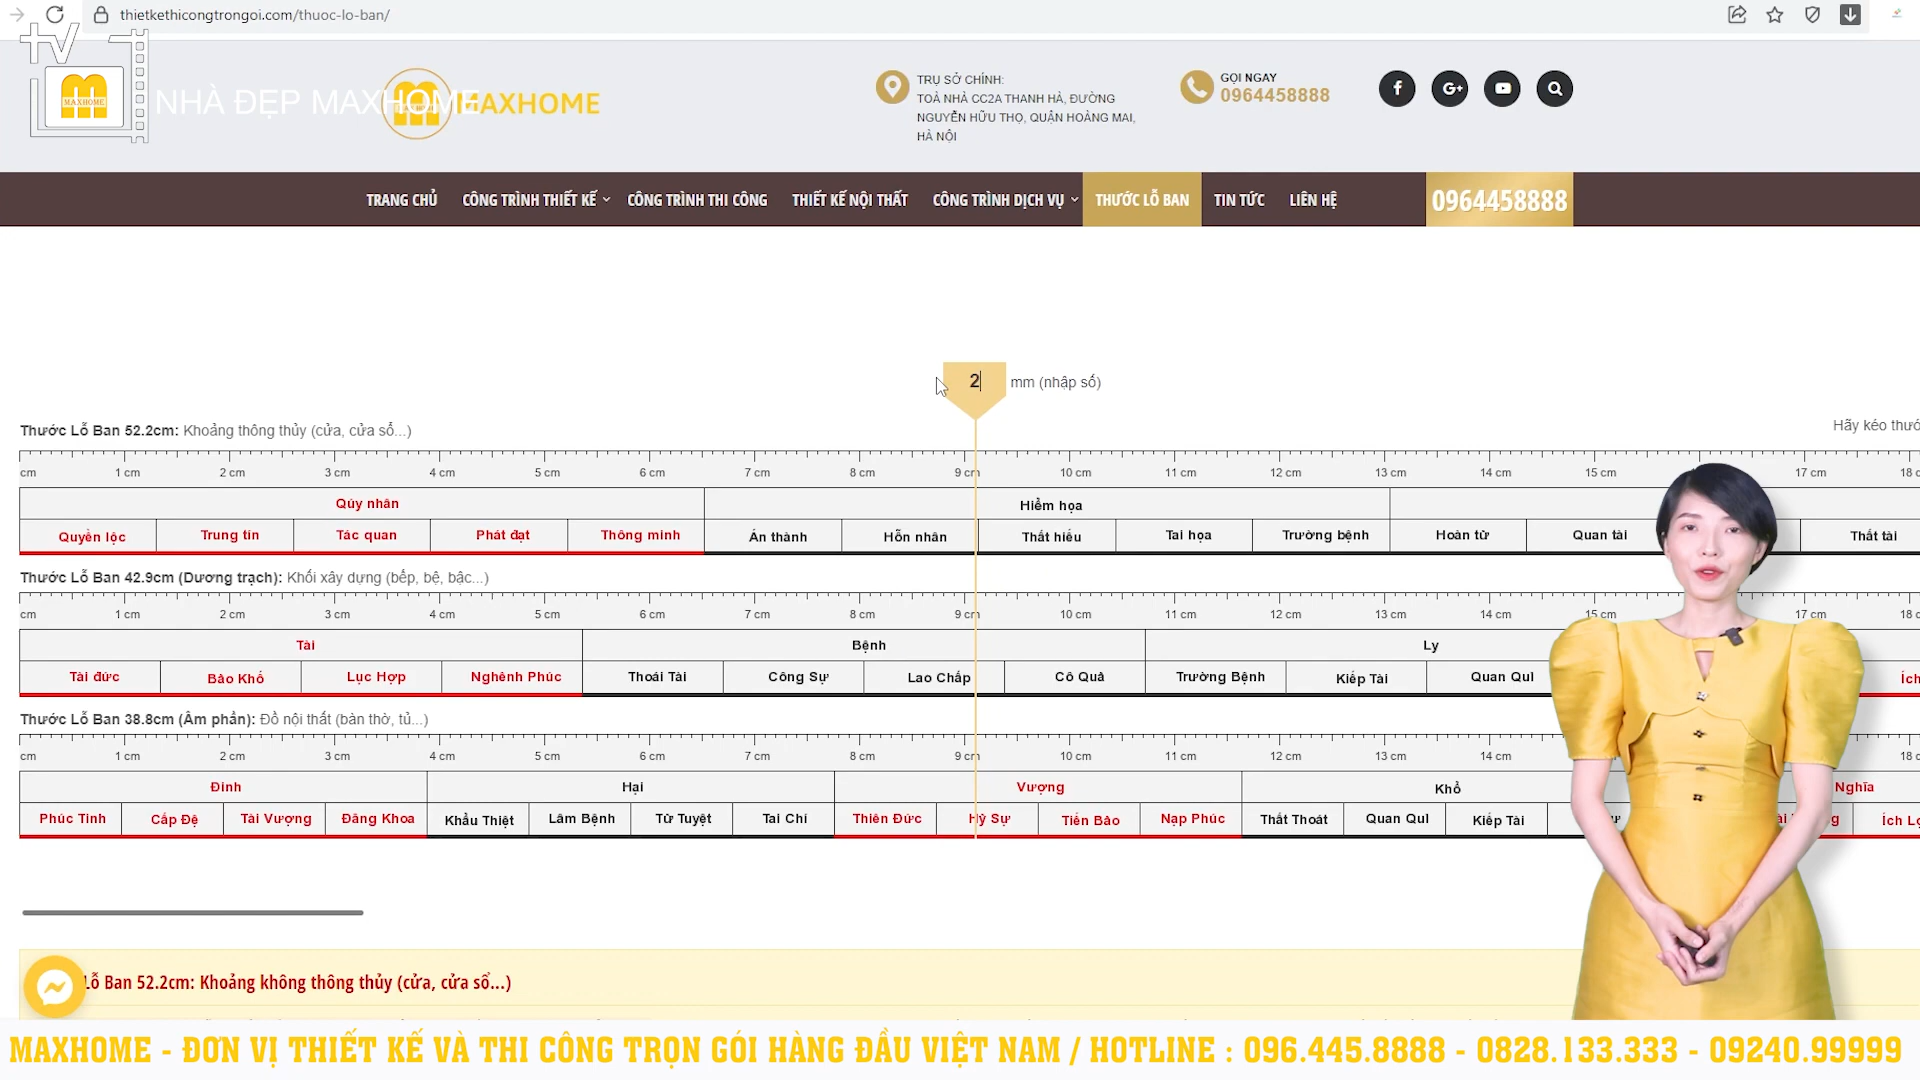 thietkethicongtrongoi.com/thuoc-lo-ban/
tv
MAXHOME
NHÀ ĐẸP MAXHOME
MAXHOME
TRỤ SỞ CHÍNH:
TOÀ NHÀ CC2A THANH HÀ, ĐƯỜNG
NGUYỄN HỮU THỌ, QUẬN HOÀNG MAI,
HÀ NỘI
GỌI NGAY
0964458888
TRANG CHỦ CÔNG TRÌNH THIẾT KẾ CÔNG TRÌNH THI CÔNG THIẾT KẾ NỘI THẤT CÔNG TRÌNH DỊCH VỤ THƯỚC LỖ BAN TIN TỨC LIÊN HỆ 0964458888
2 mm (nhập số)
Thước Lỗ Ban 52.2cm: Khoảng thông thủy (cửa, cửa sổ...)
Hãy kéo thướ
cm 1 cm 2 cm 3 cm 4 cm 5 cm 6 cm 7 cm 8 cm 9 cm 10 cm 11 cm 12 cm 13 cm 14 cm 15 cm 17 cm 18 c
Qúy nhân Hiểm họa
Quyền lộc Trung tín Tác quan Phát đạt Thông minh Án thành Hỗn nhân Thất hiếu Tai họa Trường bệnh Hoàn tử Quan tài Thất tài
Thước Lỗ Ban 42.9cm (Dương trạch): Khối xây dựng (bếp, bệ, bậc...)
cm 1 cm 2 cm 3 cm 4 cm 5 cm 6 cm 7 cm 8 cm 9 cm 10 cm 11 cm 12 cm 13 cm 14 cm 15 cm 17 cm 18 c
Tài Bệnh Ly
Tài đức Bảo Khố Lục Hợp Nghênh Phúc Thoái Tài Công Sự Lao Chấp Cô Quả Trường Bệnh Kiếp Tài Quan Quỉ Ích
Thước Lỗ Ban 38.8cm (Âm phần): Đồ nội thất (bàn thờ, tủ...)
cm 1 cm 2 cm 3 cm 4 cm 5 cm 6 cm 7 cm 8 cm 9 cm 10 cm 11 cm 12 cm 13 cm 14 cm 18 c
Đinh Hại Vượng Khổ Nghĩa
Phúc Tinh Cấp Đệ Tài Vượng Đăng Khoa Khẩu Thiệt Lâm Bệnh Tử Tuyệt Tai Chí Thiên Đức Hỷ Sự Tiến Bảo Nạp Phúc Thất Thoát Quan Quỉ Kiếp Tài Ích Lợ
Lỗ Ban 52.2cm: Khoảng không thông thủy (cửa, cửa sổ...)
MAXHOME - ĐƠN VỊ THIẾT KẾ VÀ THI CÔNG TRỌN GÓI HÀNG ĐẦU VIỆT NAM / HOTLINE : 096.445.8888 - 0828.133.333 - 09240.99999